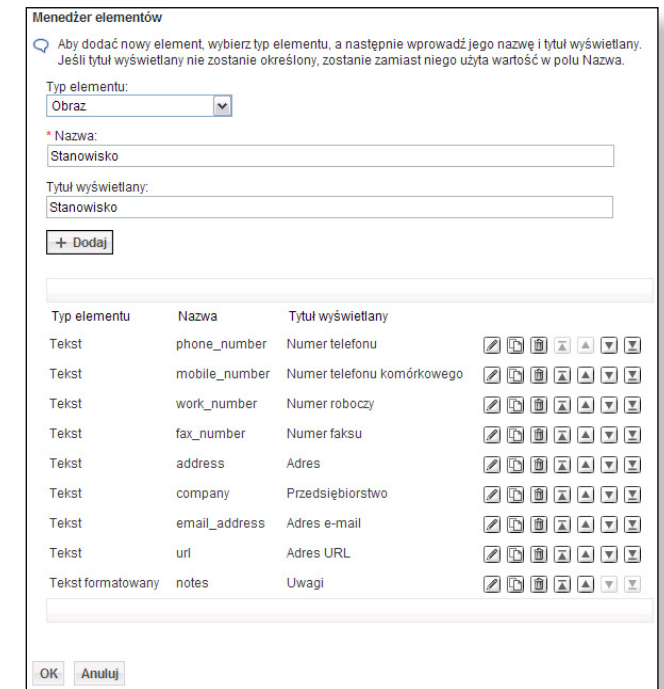 Menedżer elementów
Aby dodać nowy element, wybierz typ elementu, a następnie wprowadź jego nazwę i tytuł wyświetlany.
Jeśli tytuł wyświetlany nie zostanie określony, zostanie zamiast niego użyta wartość w polu Nazwa.
Typ elementu:
Obraz
* Nazwa:
Stanowisko
Tytuł wyświetlany:
Stanowisko
+ Dodaj
Typ elementu Nazwa Tytuł wyświetlany
Tekst phone_number Numer telefonu
Tekst mobile_number Numer telefonu komórkowego
Tekst work_number Numer roboczy
Tekst fax_number Numer faksu
Tekst address Adres
Tekst company Przedsiębiorstwo
Tekst email_address Adres e-mail
Tekst url Adres URL
Tekst formatowany notes Uwagi
OK Anuluj